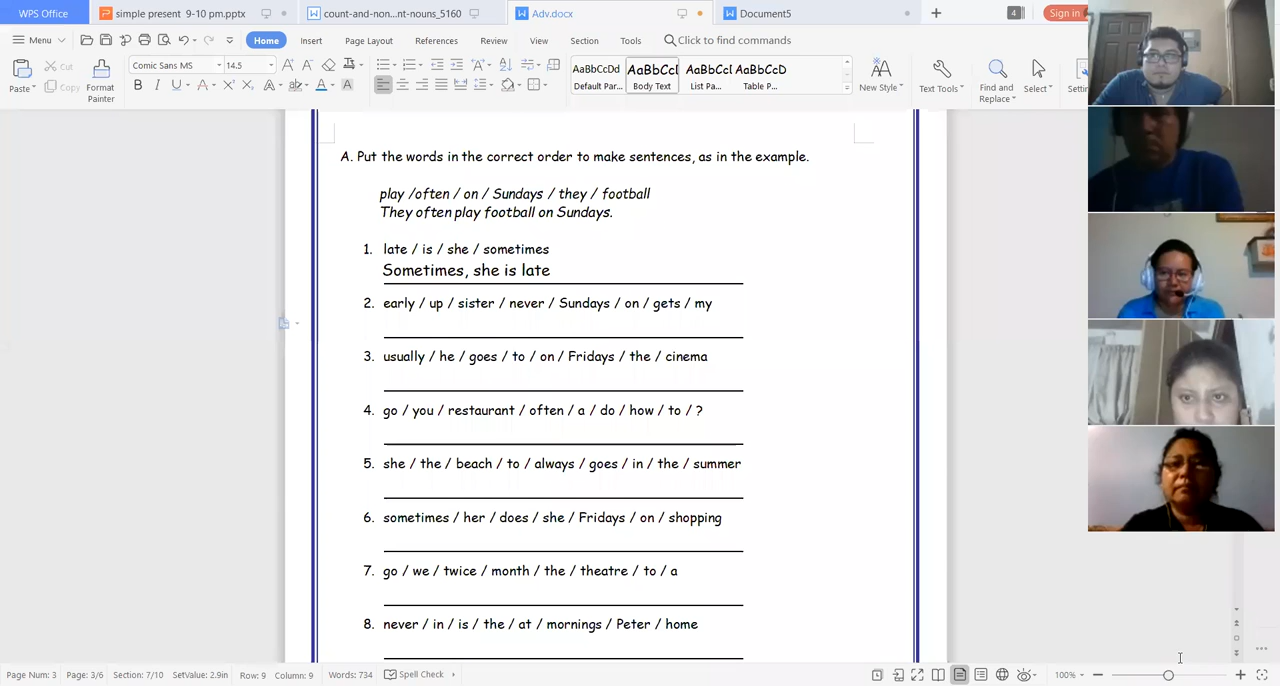 WPS Office simple present 9-10 pm.pptx count-and-non...nt-nouns_5160 Adv.docx Document5 + 4 Sign in
Menu Home Insert Page Layout References Review View Section Tools Click to find commands
Paste Cut Copy Format Painter Comic Sans MS 14.5 AaBbCcDd AaBbCcl AaBbCcl AaBbCcD New Style Text Tools Find and Replace Select Settin
B I U A X² X₂ A ab A A Default Par... Body Text List Pa... Table P...
A. Put the words in the correct order to make sentences, as in the example.
play /often / on / Sundays / they / football
They often play football on Sundays.
1. late / is / she / sometimes
Sometimes, she is late
2. early / up / sister / never / Sundays / on / gets / my
3. usually / he / goes / to / on / Fridays / the / cinema
4. go / you / restaurant / often / a / do / how / to / ?
5. she / the / beach / to / always / goes / in / the / summer
6. sometimes / her / does / she / Fridays / on / shopping
7. go / we / twice / month / the / theatre / to / a
8. never / in / is / the / at / mornings / Peter / home
Page Num: 3 Page: 3/6 Section: 7/10 SetValue: 2.9in Row: 9 Column: 9 Words: 734 Spell Check 100%